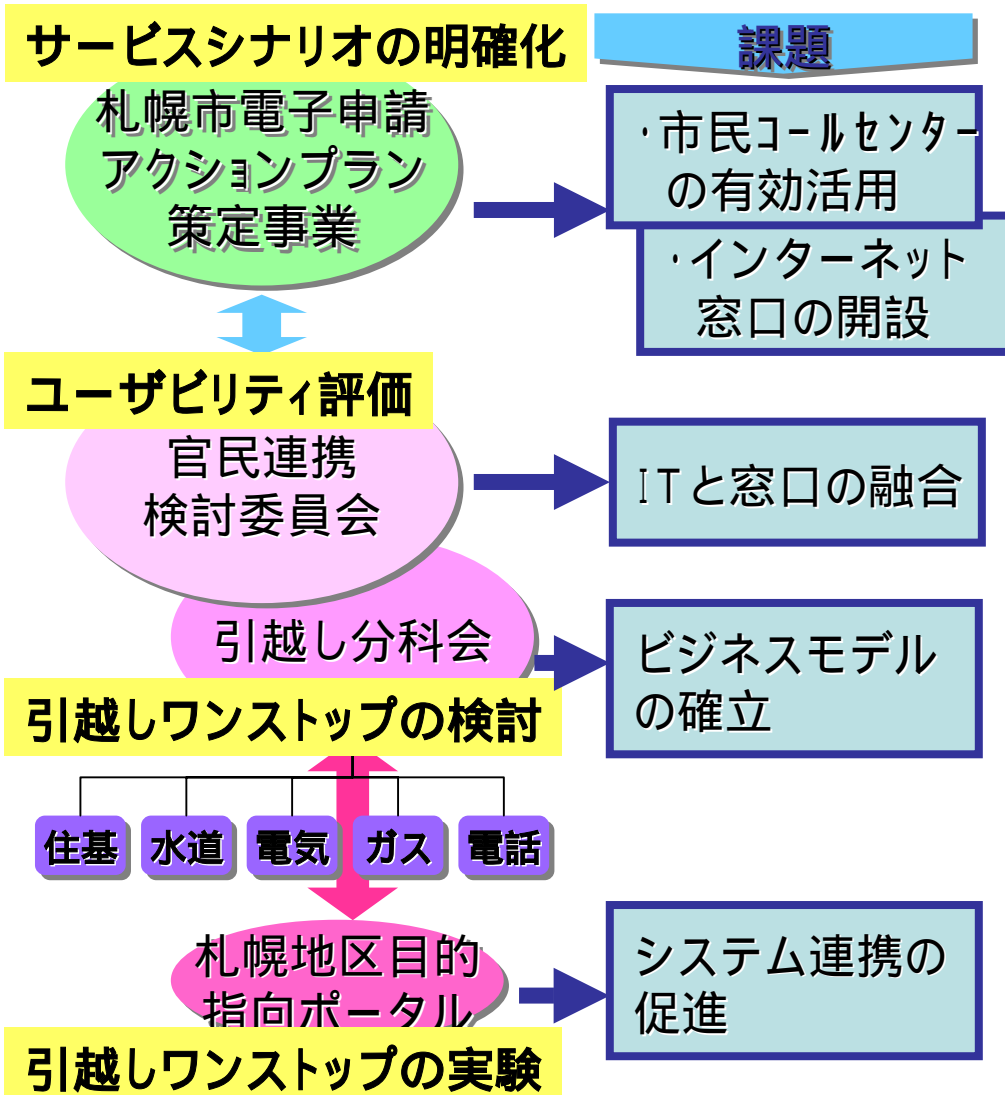 サービスシナリオの明確化
課題
札幌市電子申請
アクションプラン
策定事業
・市民コールセンター
の有効活用
・インターネット
窓口の開設
ユーザビリティ評価
官民連携
検討委員会
ITと窓口の融合
引越し分科会
ビジネスモデル
の確立
引越しワンストップの検討
住基 水道 電気 ガス 電話
札幌地区目的
指向ポータル
システム連携の
促進
引越しワンストップの実験